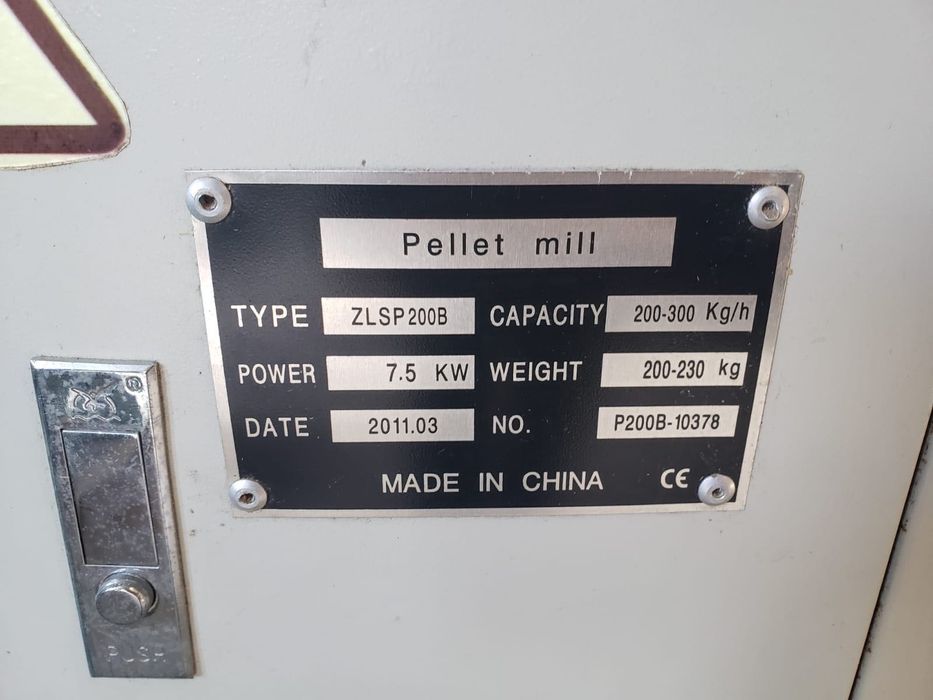 Pellet mill
TYPE ZLSP200B CAPACITY 200-300 Kg/h
POWER 7.5 KW WEIGHT 200-230 kg
DATE 2011.03 NO. P200B-10378
MADE IN CHINA CE
®
PUSH